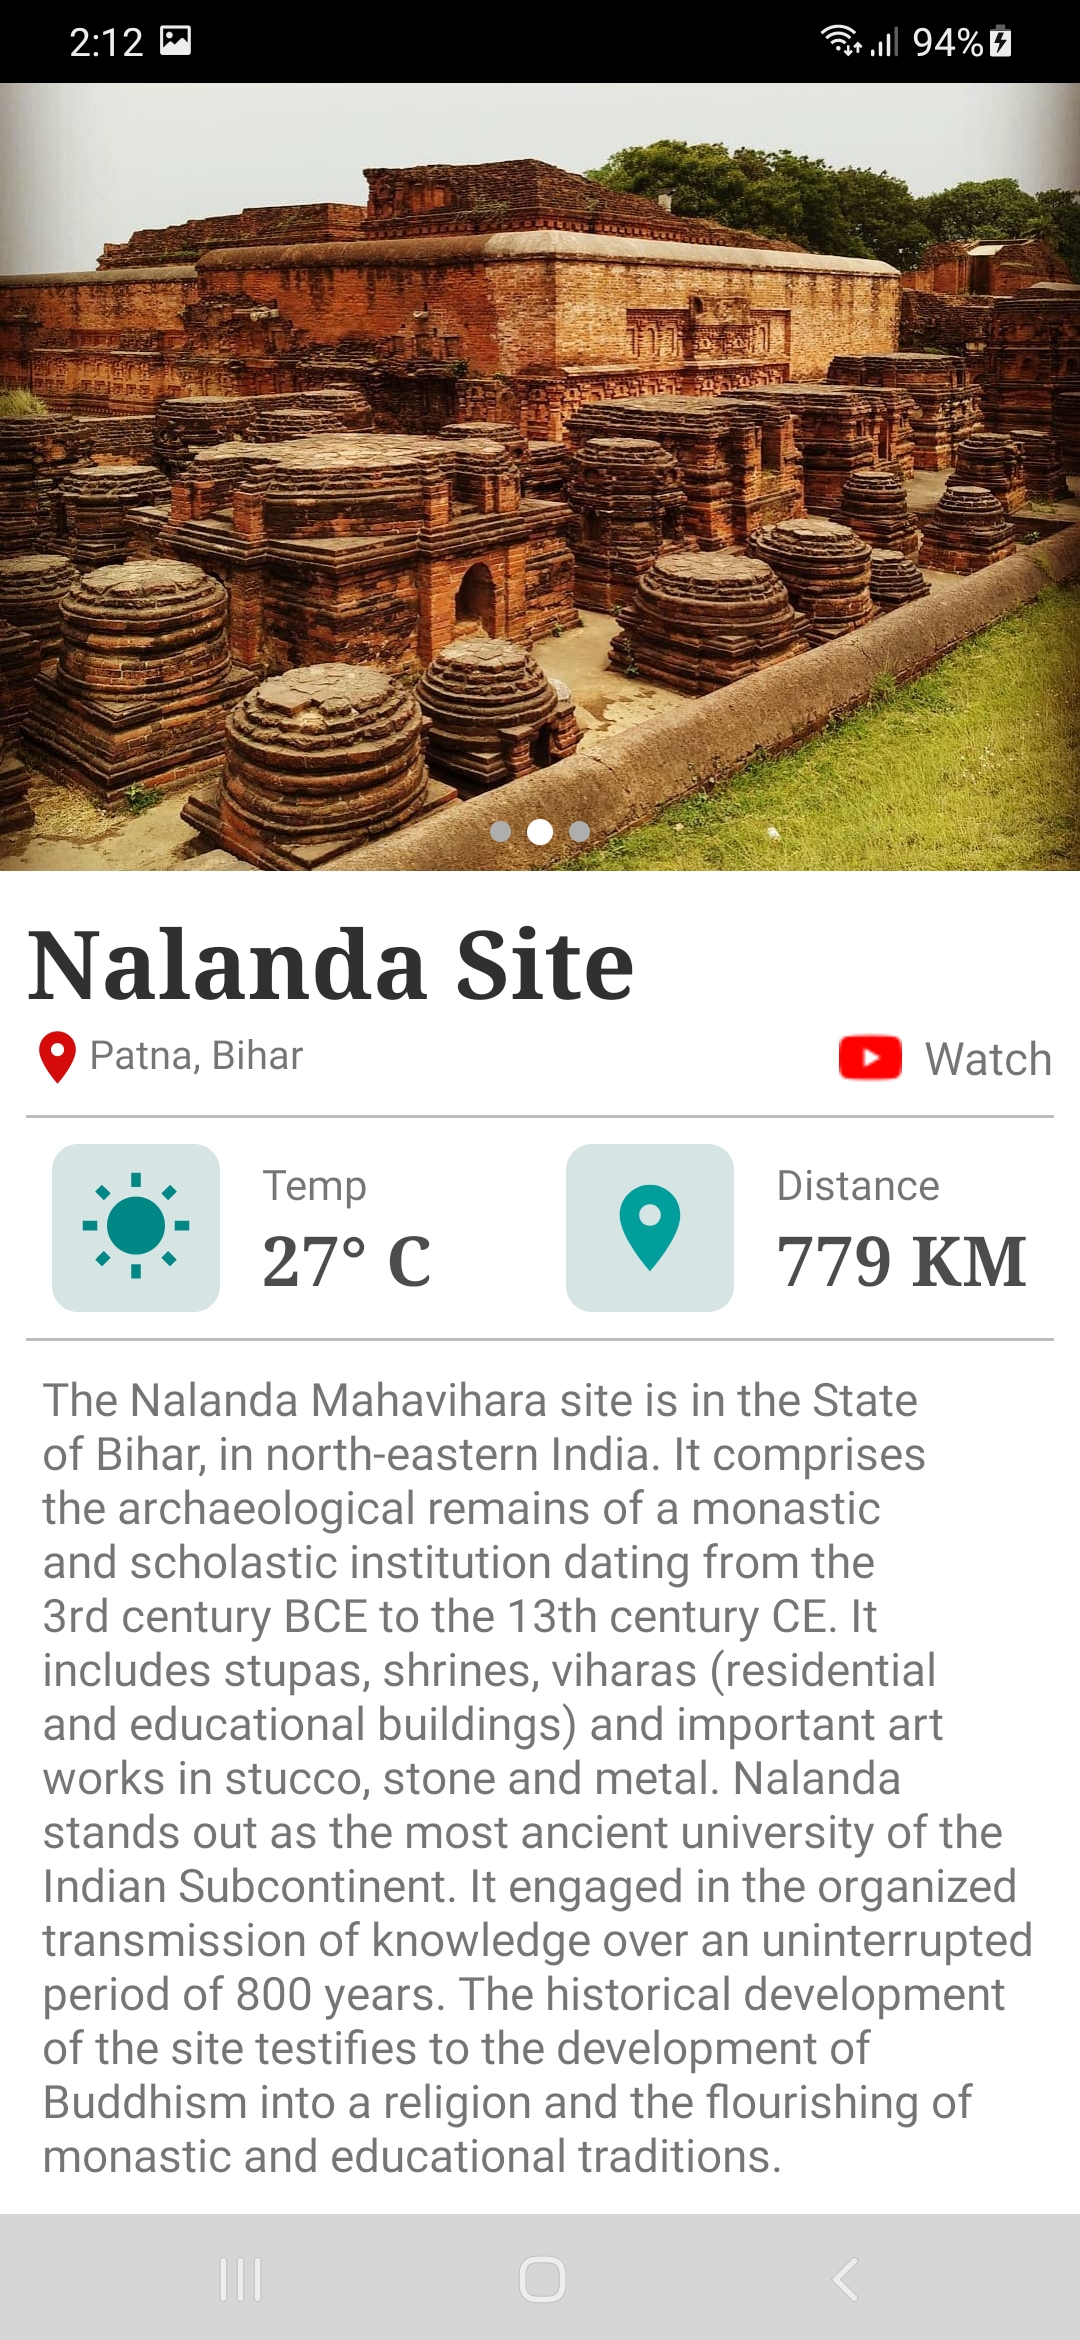 2:12 94%
Nalanda Site
Patna, Bihar Watch
Temp Distance
27° C 779 KM
The Nalanda Mahavihara site is in the State
of Bihar, in north-eastern India. It comprises
the archaeological remains of a monastic
and scholastic institution dating from the
3rd century BCE to the 13th century CE. It
includes stupas, shrines, viharas (residential
and educational buildings) and important art
works in stucco, stone and metal. Nalanda
stands out as the most ancient university of the
Indian Subcontinent. It engaged in the organized
transmission of knowledge over an uninterrupted
period of 800 years. The historical development
of the site testifies to the development of
Buddhism into a religion and the flourishing of
monastic and educational traditions.